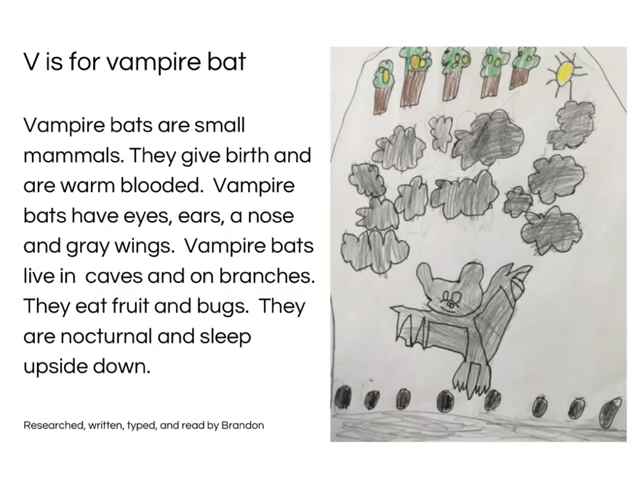 V is for vampire bat
Vampire bats are small
mammals. They give birth and
are warm blooded. Vampire
bats have eyes, ears, a nose
and gray wings. Vampire bats
live in caves and on branches.
They eat fruit and bugs. They
are nocturnal and sleep
upside down.
Researched, written, typed, and read by Brandon